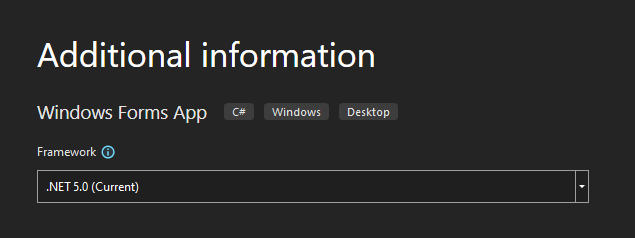 Additional information
Windows Forms App C# Windows Desktop
Framework
.NET 5.0 (Current)